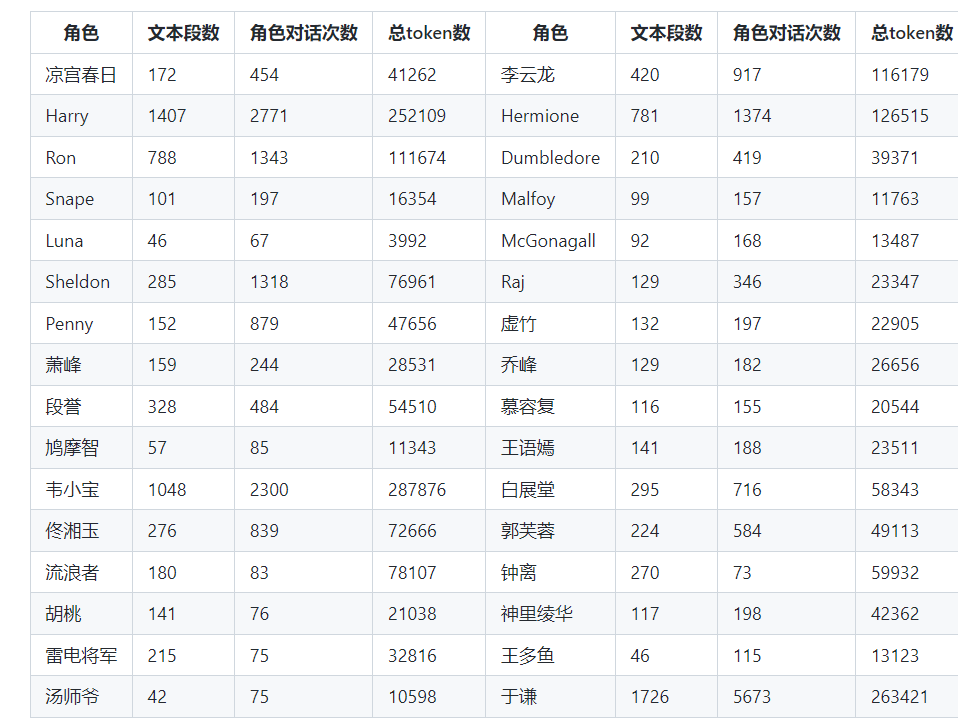 角色 文本段数 角色对话次数 总token数 角色 文本段数 角色对话次数 总token数
凉宫春日 172 454 41262 李云龙 420 917 116179
Harry 1407 2771 252109 Hermione 781 1374 126515
Ron 788 1343 111674 Dumbledore 210 419 39371
Snape 101 197 16354 Malfoy 99 157 11763
Luna 46 67 3992 McGonagall 92 168 13487
Sheldon 285 1318 76961 Raj 129 346 23347
Penny 152 879 47656 虚竹 132 197 22905
萧峰 159 244 28531 乔峰 129 182 26656
段誉 328 484 54510 慕容复 116 155 20544
鸠摩智 57 85 11343 王语嫣 141 188 23511
韦小宝 1048 2300 287876 白展堂 295 716 58343
佟湘玉 276 839 72666 郭芙蓉 224 584 49113
流浪者 180 83 78107 钟离 270 73 59932
胡桃 141 76 21038 神里绫华 117 198 42362
雷电将军 215 75 32816 王多鱼 46 115 13123
汤师爷 42 75 10598 于谦 1726 5673 263421